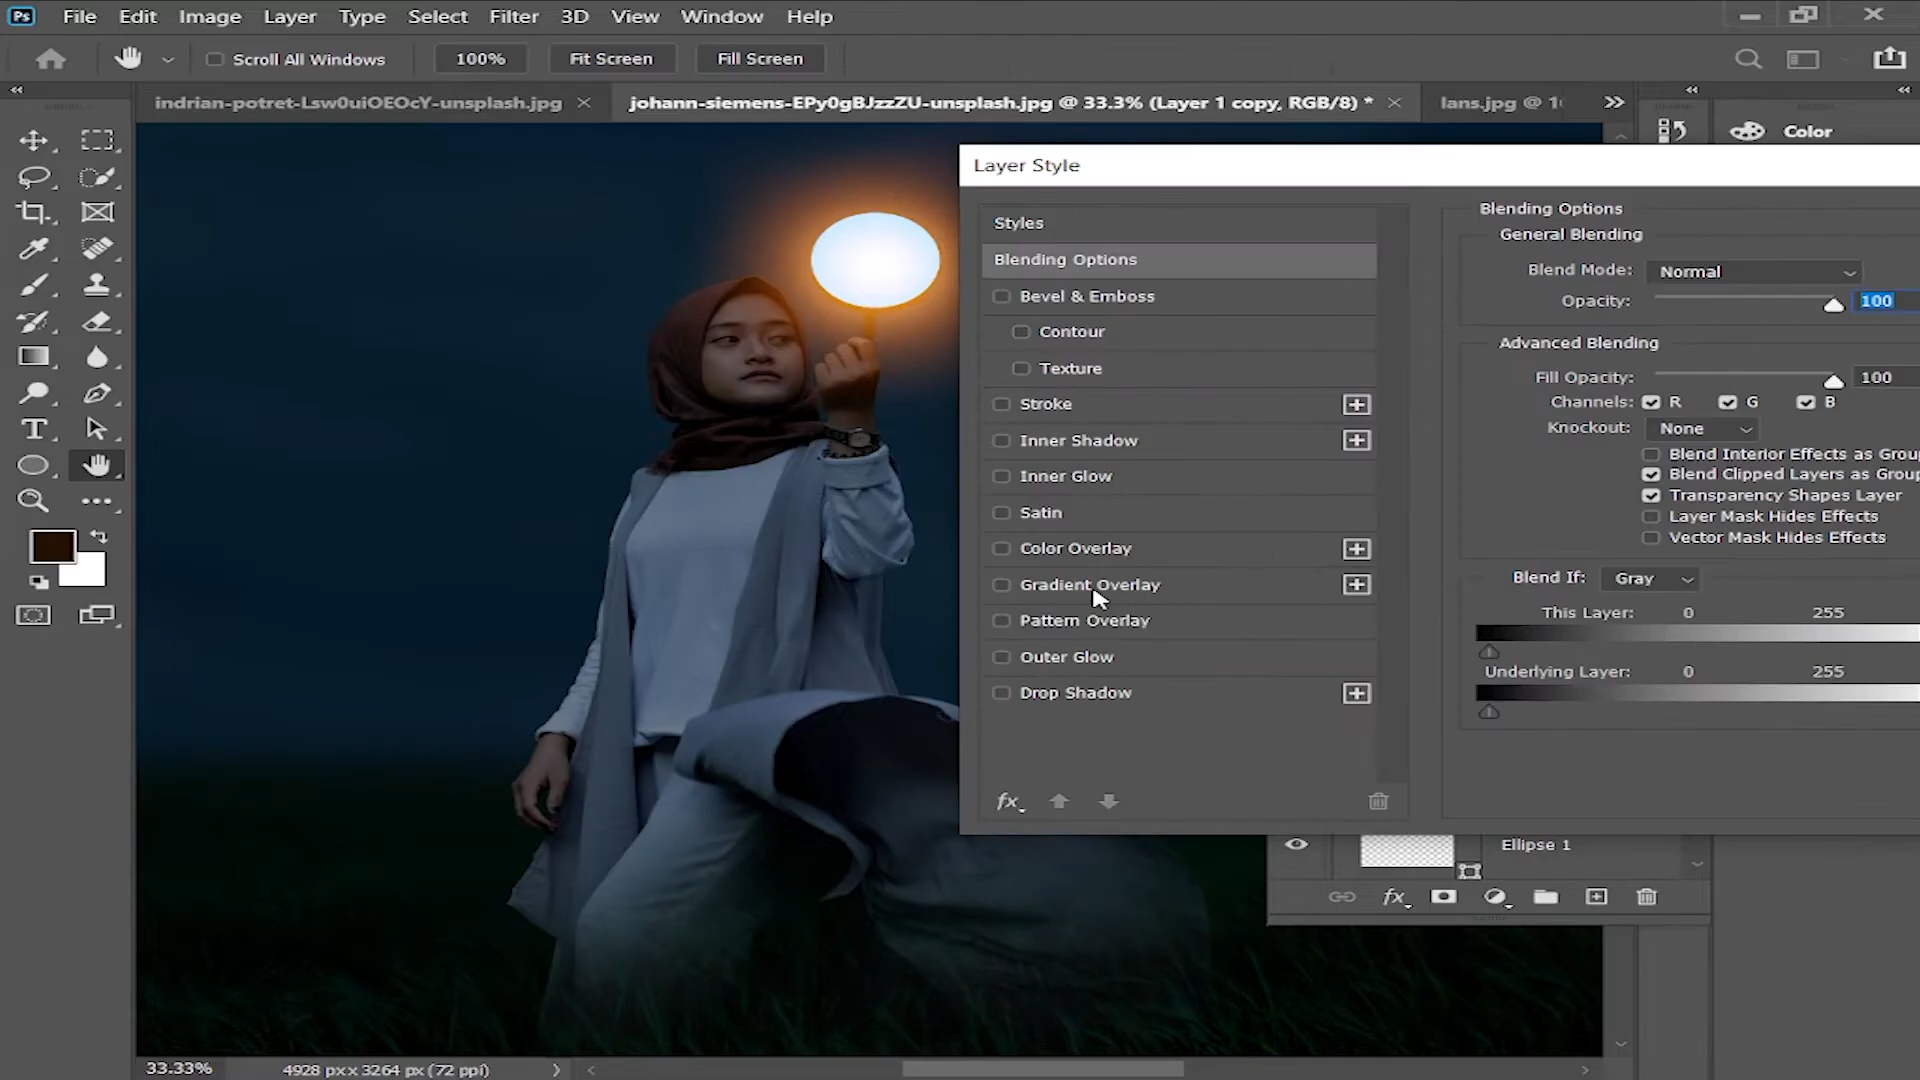 Ps File Edit Image Layer Type Select Filter 3D View Window Help
Scroll All Windows 100% Fit Screen Fill Screen
indrian-potret-Lsw0uiOEOcY-unsplash.jpg johann-siemens-EPy0gBJzzZU-unsplash.jpg @ 33.3% (Layer 1 copy, RGB/8) * lans.jpg @
Color
Layer Style
Styles
Blending Options
Bevel & Emboss
Contour
Texture
Stroke
Inner Shadow
Inner Glow
Satin
Color Overlay
Gradient Overlay
Pattern Overlay
Outer Glow
Drop Shadow
fx
Blending Options
General Blending
Blend Mode: Normal
Opacity: 100
Advanced Blending
Fill Opacity: 100
Channels: R G B
Knockout: None
Blend Interior Effects as Group
Blend Clipped Layers as Group
Transparency Shapes Layer
Layer Mask Hides Effects
Vector Mask Hides Effects
Blend If: Gray
This Layer: 0 255
Underlying Layer: 0 255
Ellipse 1
fx
33.33% 4928 px x 3264 px (72 ppi)